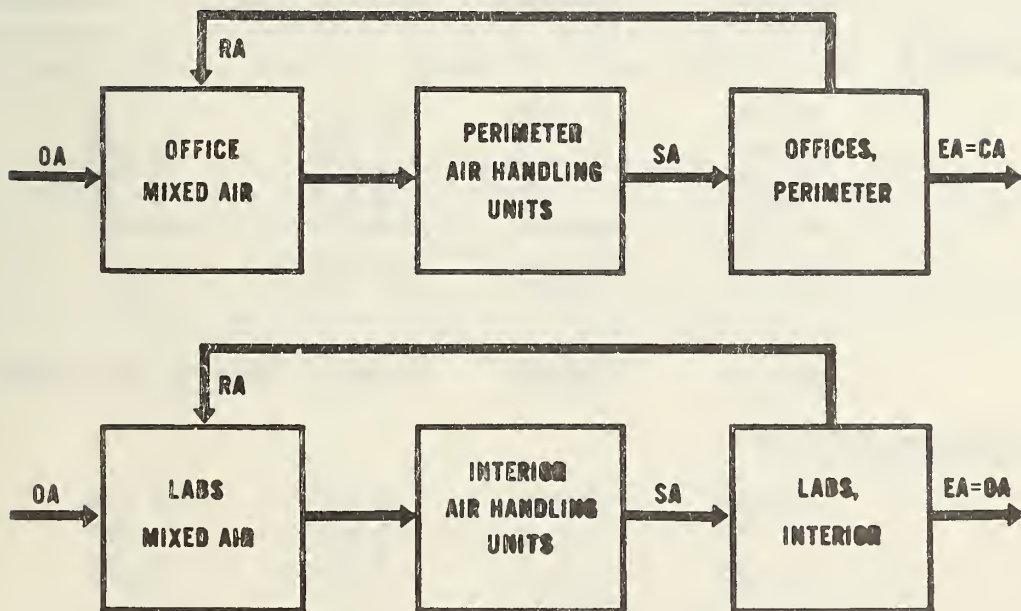 RA
OA
OFFICE
MIXED AIR
PERIMETER
AIR HANDLING
UNITS
SA
OFFICES,
PERIMETER
EA=CA
RA
OA
LABS
MIXED AIR
INTERIOR
AIR HANDLING
UNITS
SA
LABS,
INTERIOR
EA=OA